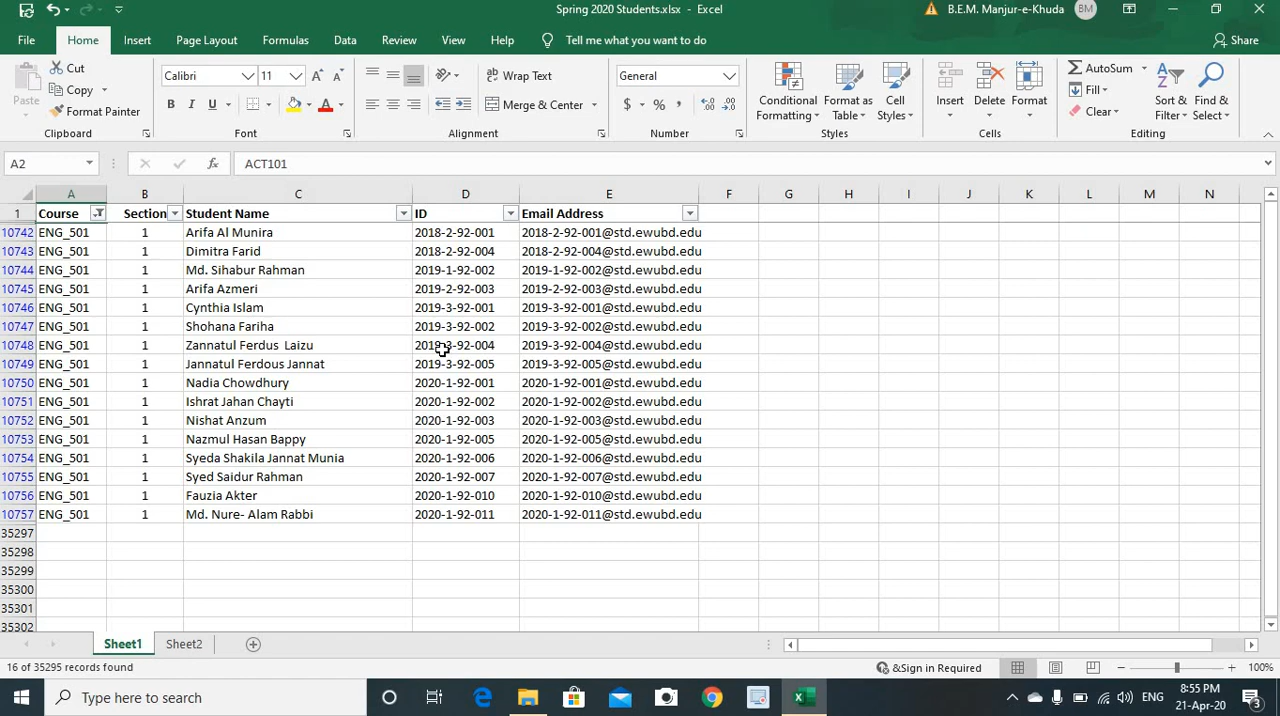 Spring 2020 Students.xlsx - Excel
B.E.M. Manjur-e-Khuda BM
File Home Insert Page Layout Formulas Data Review View Help Tell me what you want to do Share
Paste Cut Copy Format Painter Clipboard
Calibri 11 B I U A Font
Wrap Text Merge & Center Alignment
General $ % , Number
Conditional Formatting Format as Table Cell Styles Styles
Insert Delete Format Cells
AutoSum Fill Clear Sort & Filter Find & Select Editing
A2 fx ACT101
A B C D E F G H I J K L M N
1 Course Section Student Name ID Email Address
10742 ENG_501 1 Arifa Al Munira 2018-2-92-001 2018-2-92-001@std.ewubd.edu
10743 ENG_501 1 Dimitra Farid 2018-2-92-004 2018-2-92-004@std.ewubd.edu
10744 ENG_501 1 Md. Sihabur Rahman 2019-1-92-002 2019-1-92-002@std.ewubd.edu
10745 ENG_501 1 Arifa Azmeri 2019-2-92-003 2019-2-92-003@std.ewubd.edu
10746 ENG_501 1 Cynthia Islam 2019-3-92-001 2019-3-92-001@std.ewubd.edu
10747 ENG_501 1 Shohana Fariha 2019-3-92-002 2019-3-92-002@std.ewubd.edu
10748 ENG_501 1 Zannatul Ferdus Laizu 2019-3-92-004 2019-3-92-004@std.ewubd.edu
10749 ENG_501 1 Jannatul Ferdous Jannat 2019-3-92-005 2019-3-92-005@std.ewubd.edu
10750 ENG_501 1 Nadia Chowdhury 2020-1-92-001 2020-1-92-001@std.ewubd.edu
10751 ENG_501 1 Ishrat Jahan Chayti 2020-1-92-002 2020-1-92-002@std.ewubd.edu
10752 ENG_501 1 Nishat Anzum 2020-1-92-003 2020-1-92-003@std.ewubd.edu
10753 ENG_501 1 Nazmul Hasan Bappy 2020-1-92-005 2020-1-92-005@std.ewubd.edu
10754 ENG_501 1 Syeda Shakila Jannat Munia 2020-1-92-006 2020-1-92-006@std.ewubd.edu
10755 ENG_501 1 Syed Saidur Rahman 2020-1-92-007 2020-1-92-007@std.ewubd.edu
10756 ENG_501 1 Fauzia Akter 2020-1-92-010 2020-1-92-010@std.ewubd.edu
10757 ENG_501 1 Md. Nure- Alam Rabbi 2020-1-92-011 2020-1-92-011@std.ewubd.edu
35297
35298
35299
35300
35301
35302
Sheet1 Sheet2
16 of 35295 records found &Sign in Required 100%
Type here to search ENG 8:55 PM
21-Apr-20 3